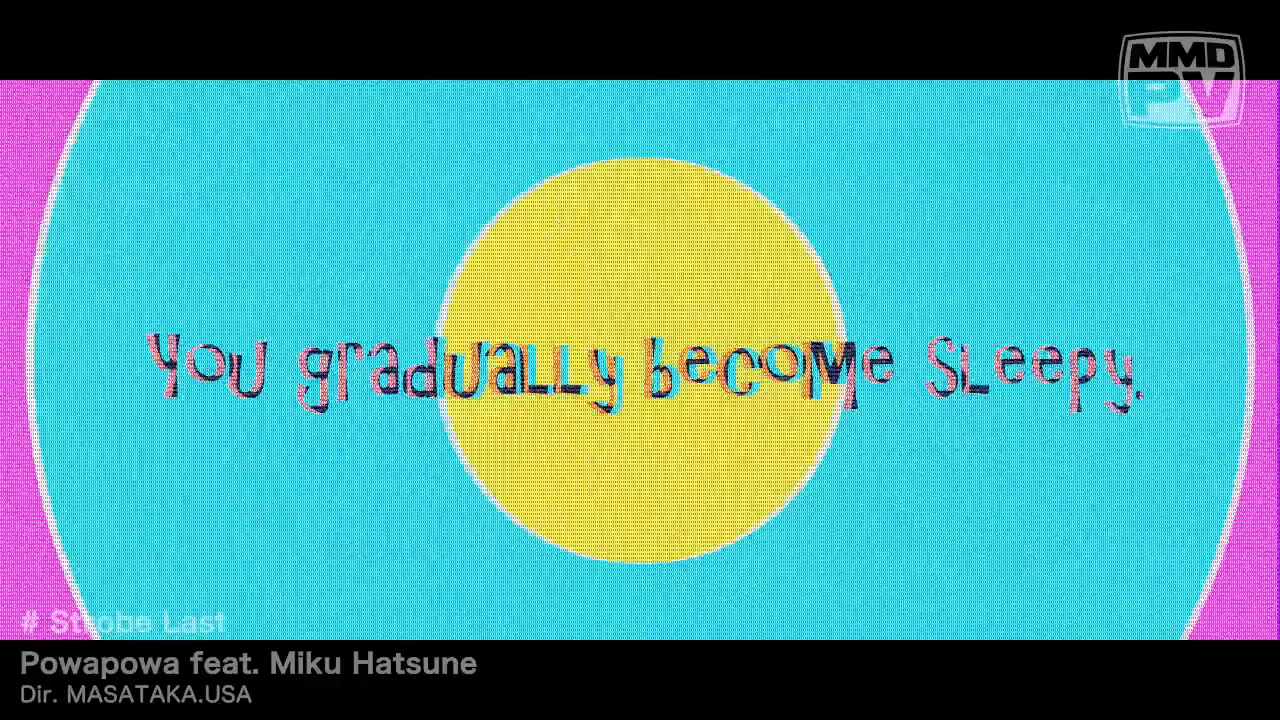 MMD
PV
You gradually become sleepy.
# Strobe Last
Powapowa feat. Miku Hatsune
Dir. MASATAKA.USA